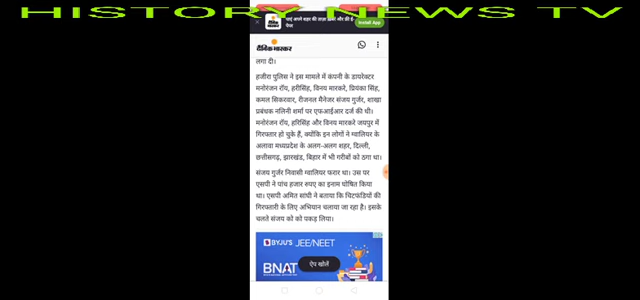 HISTORY NEWS TV
Install App
दैनिक भास्कर
लगा दी।
हजीरा पुलिस ने इस मामले में कंपनी के डायरेक्टर
मनोरंजन रॉय, हरीसिंह, विनय मारकरे, प्रियंका सिंह,
कमल सिकरवार, रीजनल मैनेजर संजय गुर्जर, शाखा
प्रबंधक नलिनी शर्मा पर एफआईआर दर्ज की थी।
मनोरंजन रॉय, हरिसिंह और विनय मारकरे जयपुर में
गिरफ्तार हो चुके हैं, क्योंकि इन लोगों ने ग्वालियर के
अलावा मध्यप्रदेश के अलग-अलग शहर, दिल्ली,
छत्तीसगढ़, झारखंड, बिहार में भी गरीबों को ठगा था।
संजय गुर्जर निवासी ग्वालियर फरार था। उस पर
एसपी ने पांच हजार रुपए का इनाम घोषित किया
था। एसपी अमित सांघी ने बताया कि चिटफंडियों की
गिरफ्तारी के लिए अभियान चलाया जा रहा है। इसके
चलते संजय को को पकड़ लिया।
BYJU'S JEE/NEET
BNAT
ऐप खोलें